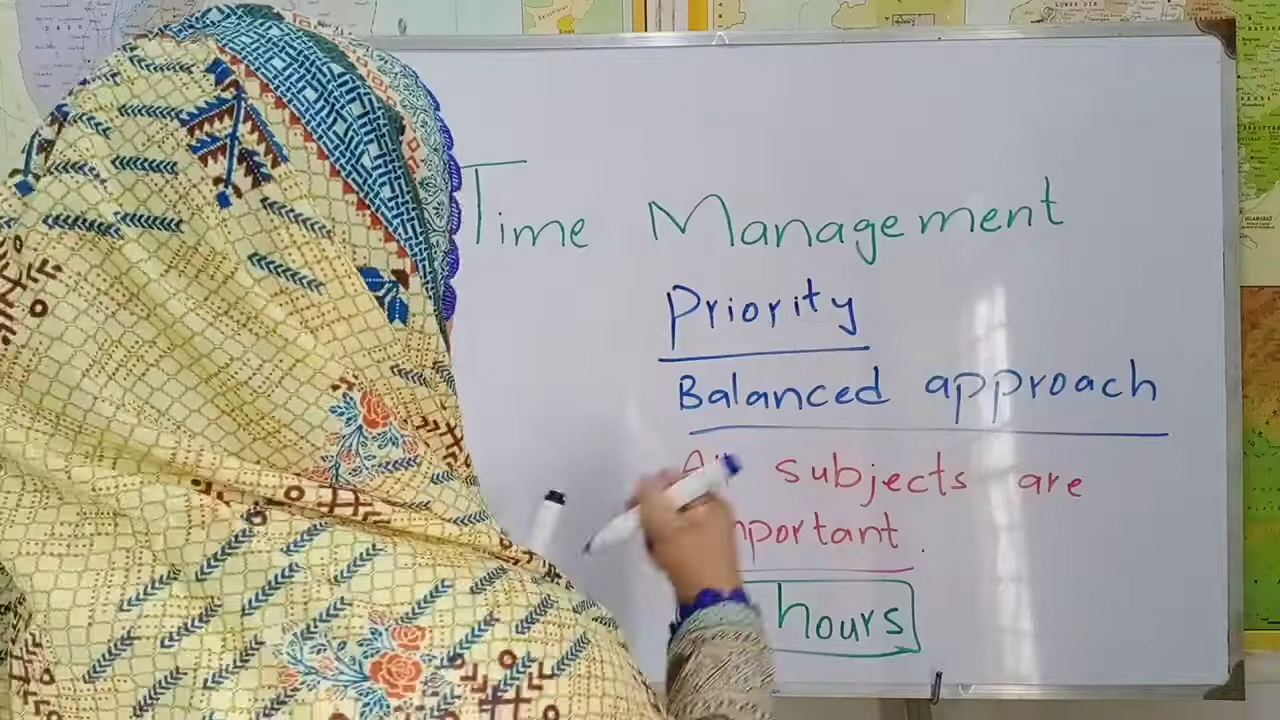 Time Management
Priority
Balanced approach
subjects are
hours